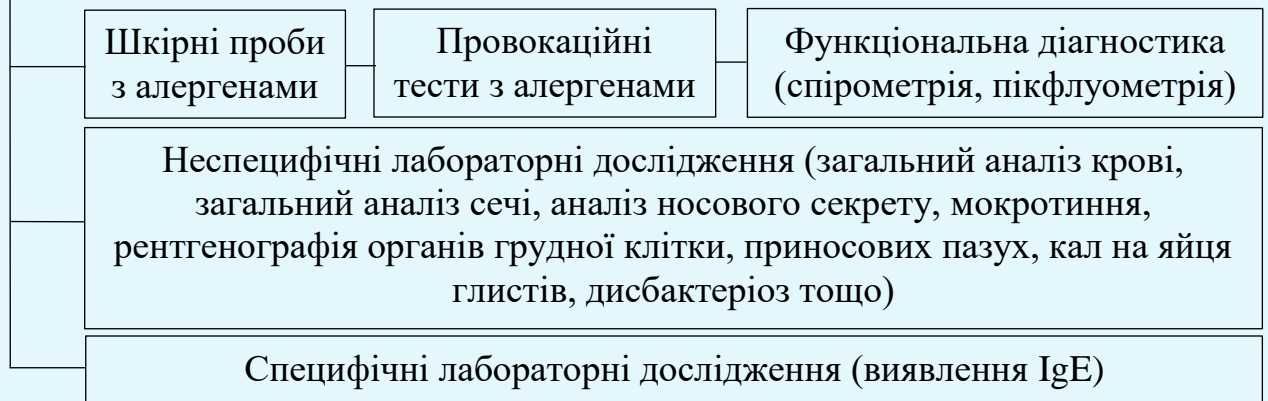 Шкірні проби
з алергенами
Провокаційні
тести з алергенами
Функціональна діагностика
(спірометрія, пікфлуометрія)
Неспецифічні лабораторні дослідження (загальний аналіз крові,
загальний аналіз сечі, аналіз носового секрету, мокротиння,
рентгенографія органів грудної клітки, приносових пазух, кал на яйця
глистів, дисбактеріоз тощо)
Специфічні лабораторні дослідження (виявлення IgE)